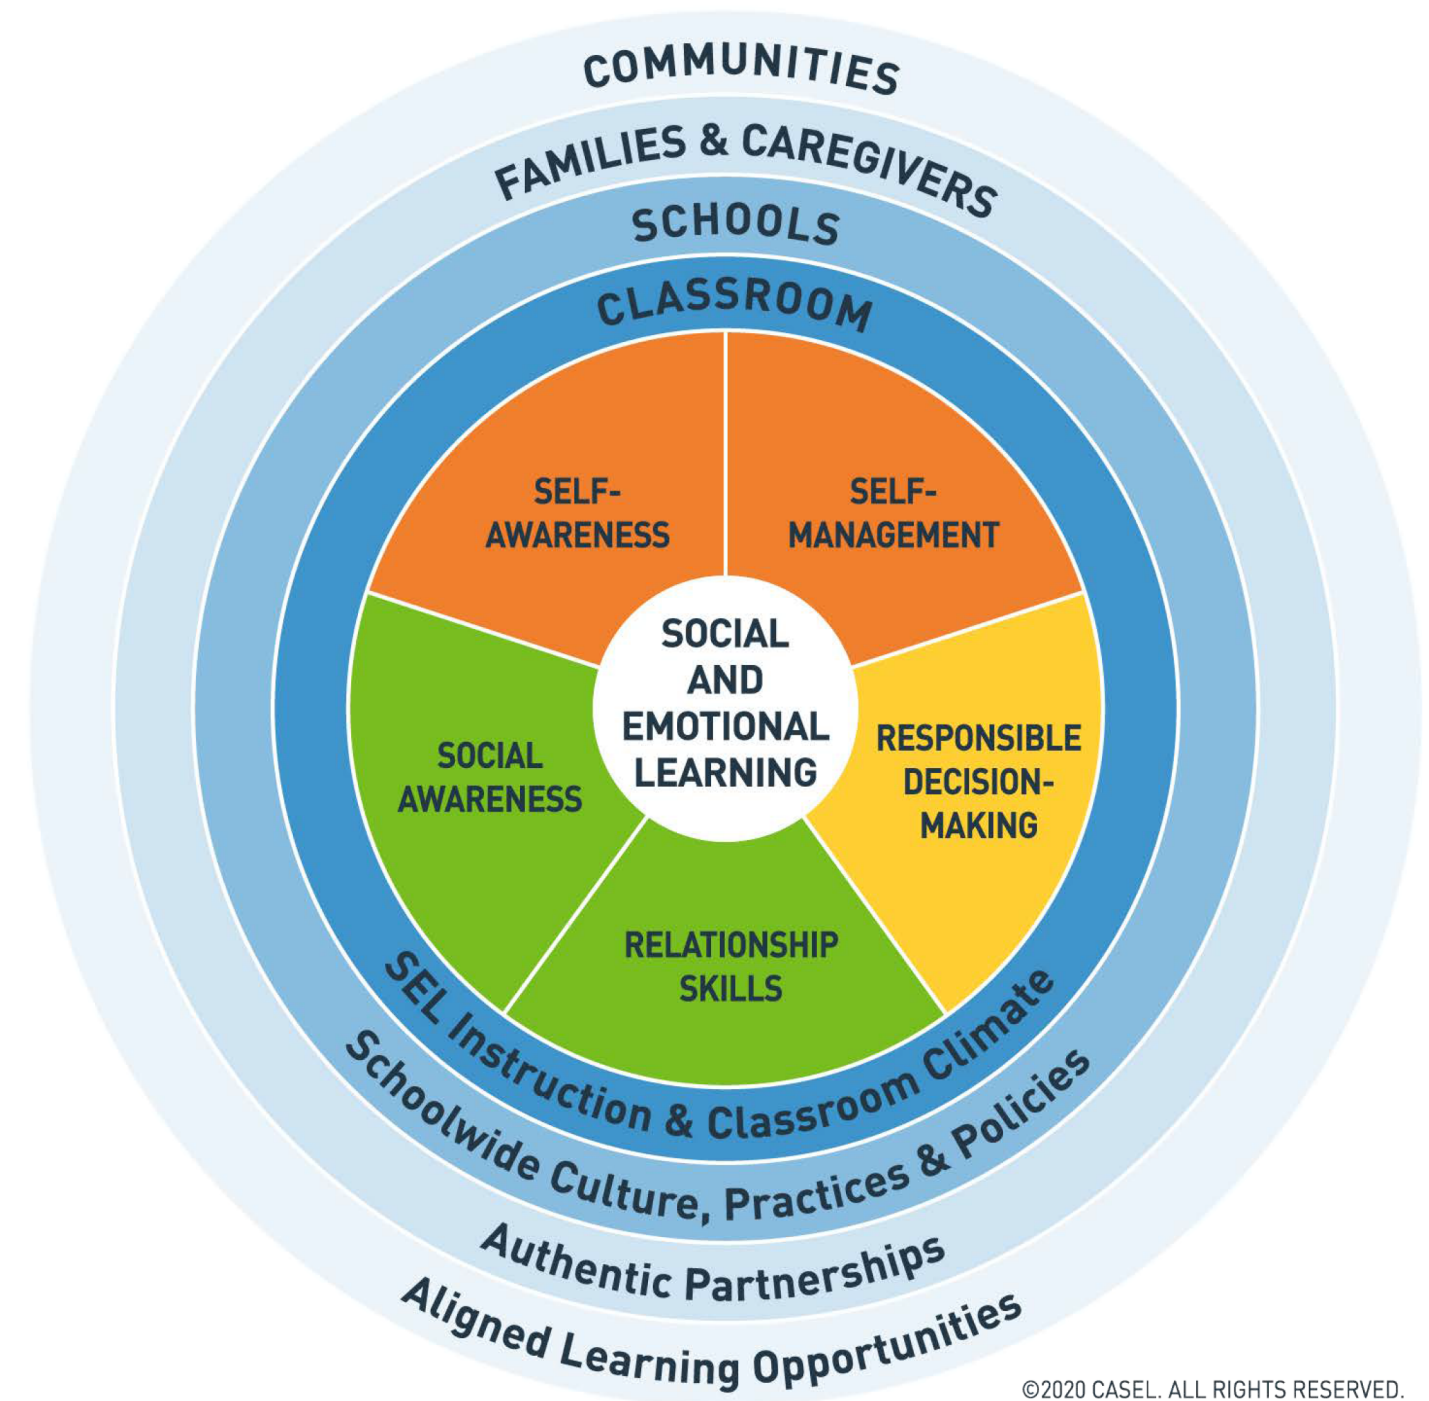 COMMUNITIES
FAMILIES & CAREGIVERS
SCHOOLS
CLASSROOM
SELF-
AWARENESS
SELF-
MANAGEMENT
SOCIAL
AND
EMOTIONAL
LEARNING
SOCIAL
AWARENESS
RESPONSIBLE
DECISION-
MAKING
RELATIONSHIP
SKILLS
SEL Instruction & Classroom Climate
Schoolwide Culture, Practices & Policies
Authentic Partnerships
Aligned Learning Opportunities
©2020 CASEL. ALL RIGHTS RESERVED.